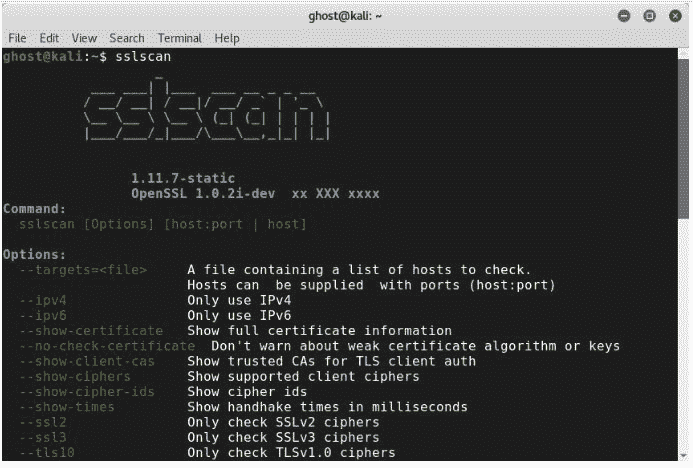 ghost@kali: ~
File Edit View Search Terminal Help
ghost@kali:~$ sslscan
sslscan
1.11.7-static
OpenSSL 1.0.2i-dev xx XXX xxxx
Command:
sslscan [Options] [host:port | host]
Options:
--targets=<file> A file containing a list of hosts to check.
Hosts can be supplied with ports (host:port)
--ipv4 Only use IPv4
--ipv6 Only use IPv6
--show-certificate Show full certificate information
--no-check-certificate Don't warn about weak certificate algorithm or keys
--show-client-cas Show trusted CAs for TLS client auth
--show-ciphers Show supported client ciphers
--show-cipher-ids Show cipher ids
--show-times Show handhake times in milliseconds
--ssl2 Only check SSLv2 ciphers
--ssl3 Only check SSLv3 ciphers
--tls10 Only check TLSv1.0 ciphers